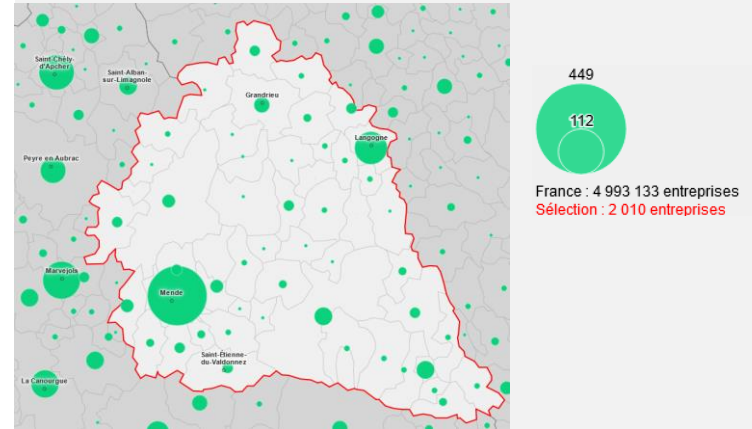 Saint-Chély-
d'Apcher
Saint-Alban-
sur-Limagnole
Grandrieu
Langogne
Peyre en Aubrac
Marvejols
Mende
Saint-Étienne-
du-Valdonnez
La Canourgue
449
112
France : 4 993 133 entreprises
Sélection : 2 010 entreprises